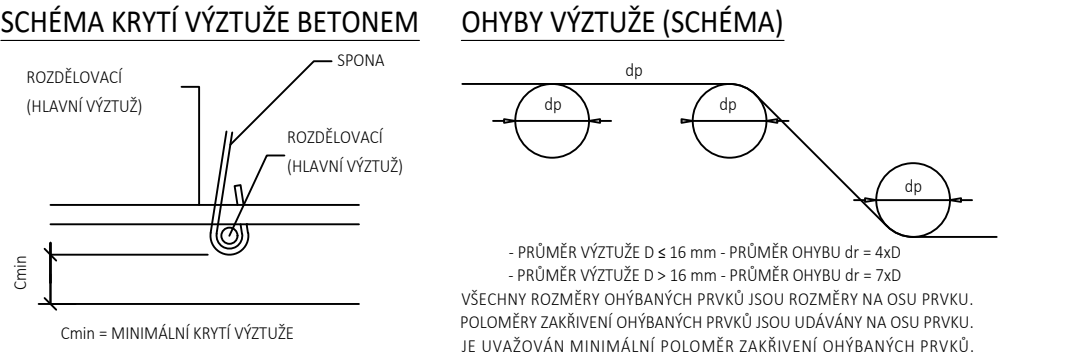 SCHÉMA KRYTÍ VÝZTUŽE BETONEM
ROZDĚLOVACÍ
(HLAVNÍ VÝZTUŽ)
SPONA
ROZDĚLOVACÍ
(HLAVNÍ VÝZTUŽ)
Cmin
Cmin = MINIMÁLNÍ KRYTÍ VÝZTUŽE
OHYBY VÝZTUŽE (SCHÉMA)
dp
dp
dp
dp
- PRŮMĚR VÝZTUŽE D ≤ 16 mm - PRŮMĚR OHYBU dr = 4xD
- PRŮMĚR VÝZTUŽE D > 16 mm - PRŮMĚR OHYBU dr = 7xD
VŠECHNY ROZMĚRY OHÝBANÝCH PRVKŮ JSOU ROZMĚRY NA OSU PRVKU.
POLOMĚRY ZAKŘIVENÍ OHÝBANÝCH PRVKŮ JSOU UDÁVÁNY NA OSU PRVKU.
JE UVAŽOVÁN MINIMÁLNÍ POLOMĚR ZAKŘIVENÍ OHÝBANÝCH PRVKŮ.